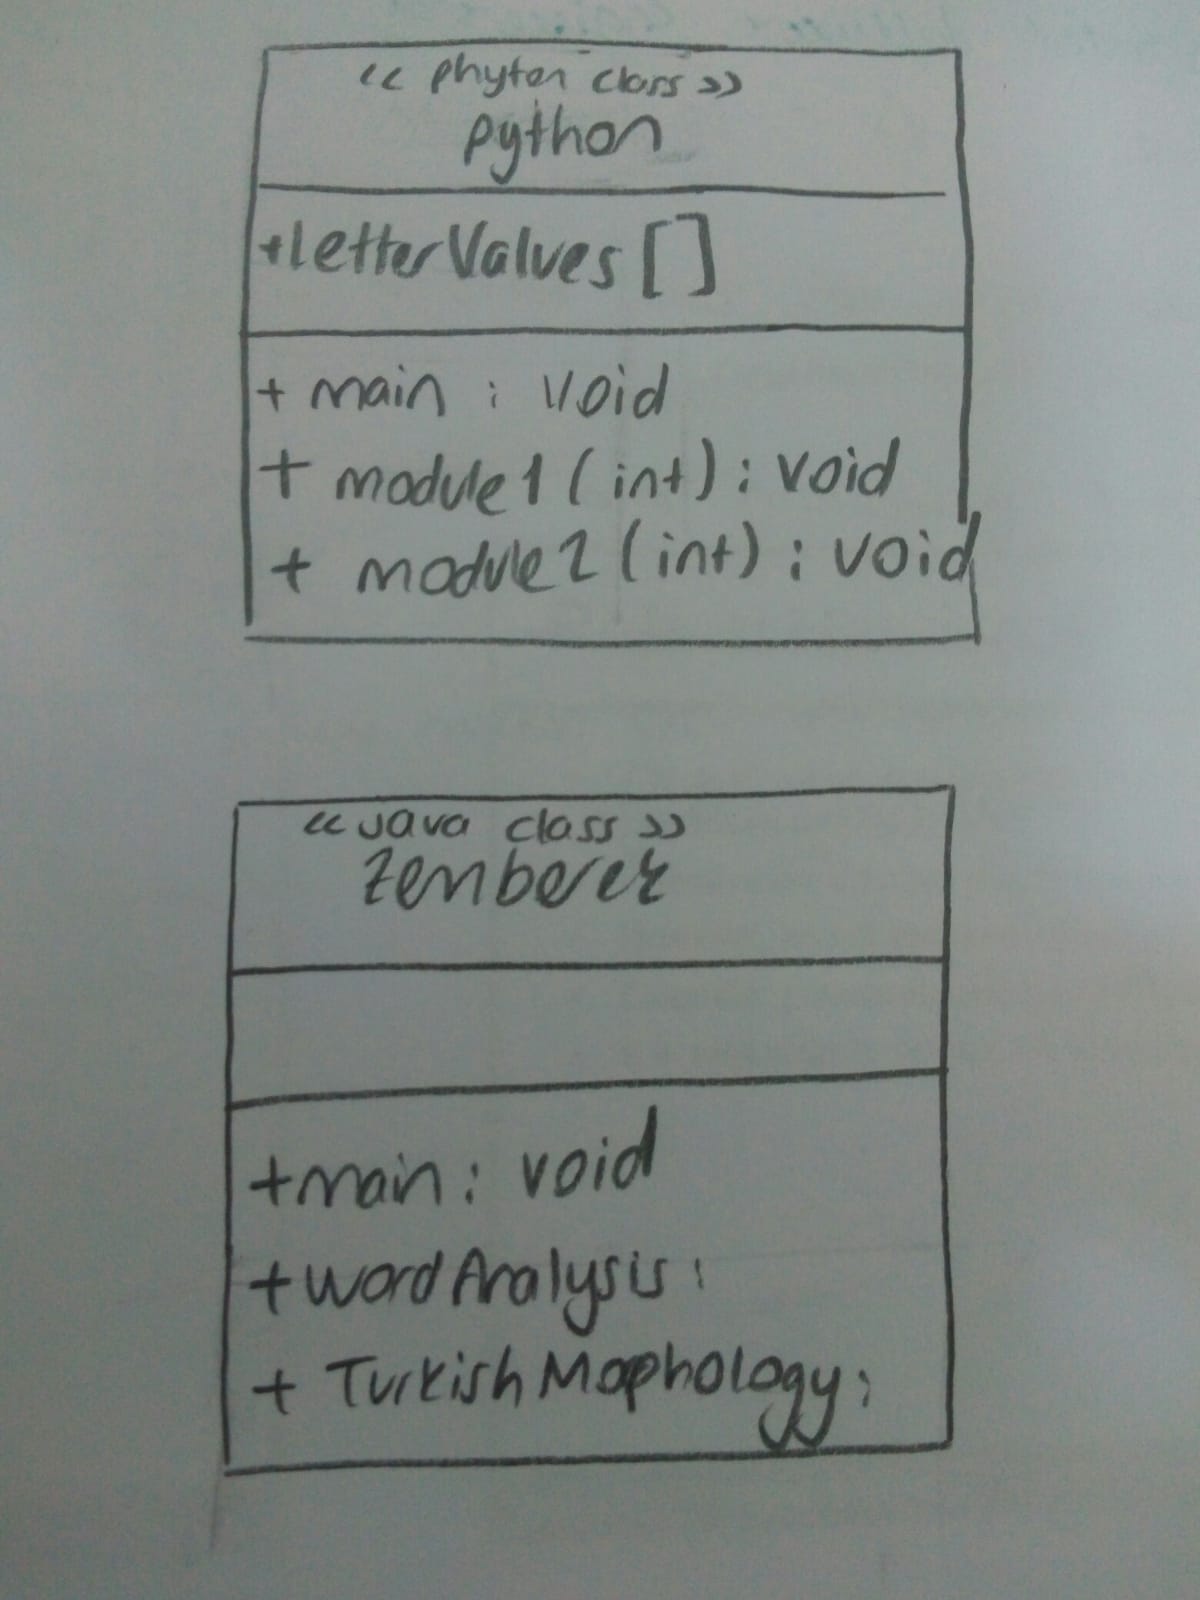 << phyton class >>
python
+letterValues []
+ main : void
+ module1 (int) : void
+ module2 (int) : void
<< Java class >>
Zemberek
+main : void
+wordAnalysis :
+ TurkishMophology :